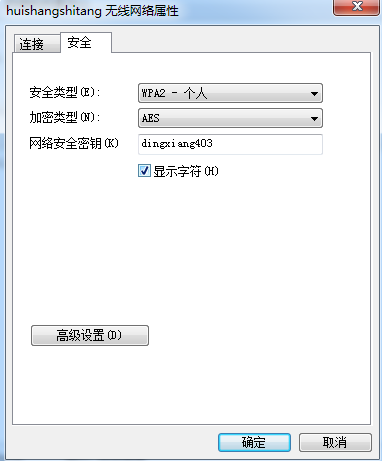 huishangshitang 无线网络属性
连接 安全
安全类型(E): WPA2 - 个人
加密类型(N): AES
网络安全密钥(K) dingxiang403
显示字符(H)
高级设置(D)
确定 取消